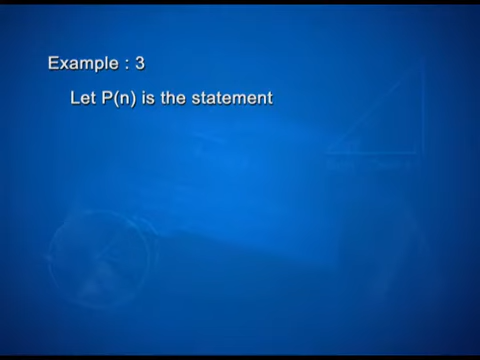 Example : 3
Let P(n) is the statement